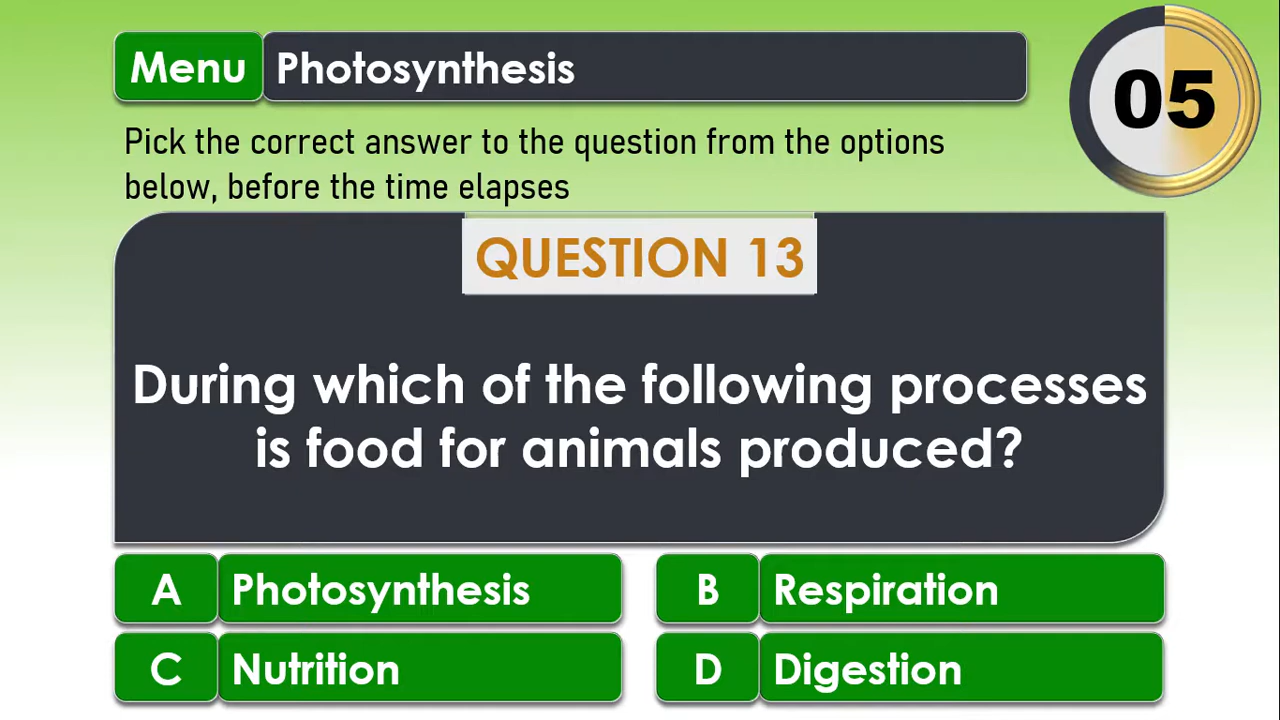 Menu Photosynthesis
05
Pick the correct answer to the question from the options
below, before the time elapses
QUESTION 13
During which of the following processes
is food for animals produced?
A Photosynthesis
B Respiration
C Nutrition
D Digestion